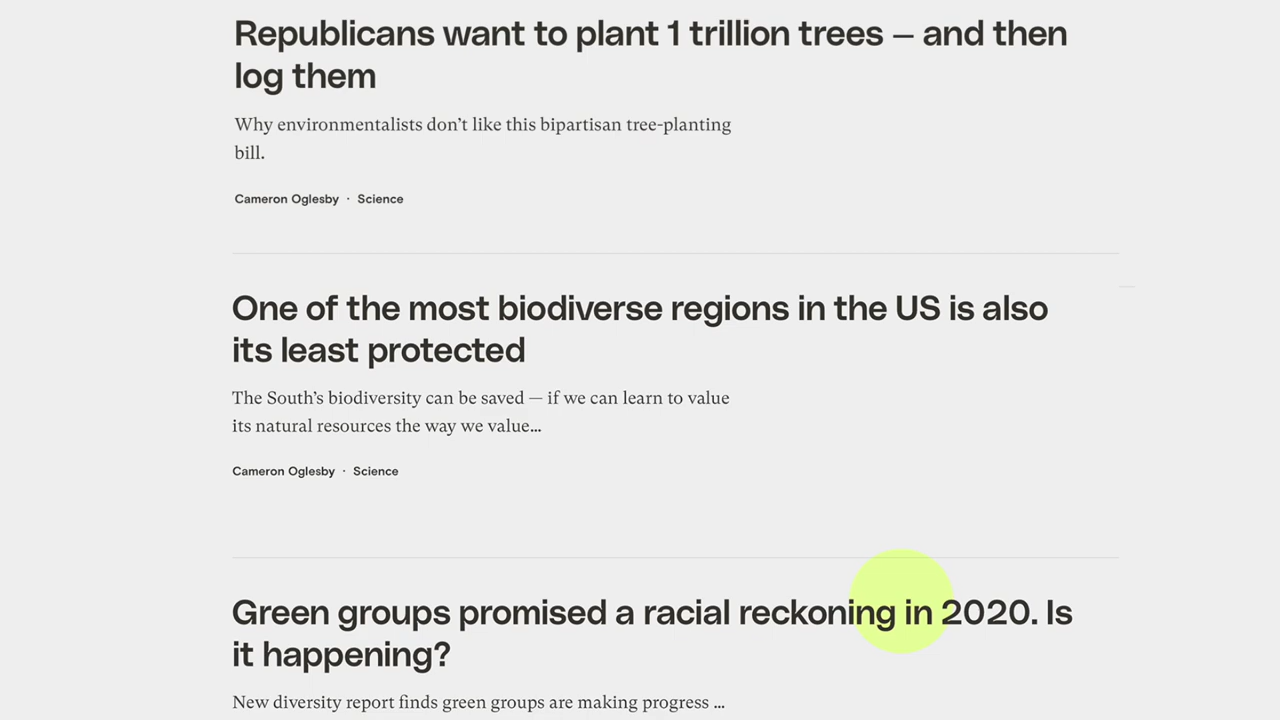 Republicans want to plant 1 trillion trees — and then
log them
Why environmentalists don’t like this bipartisan tree-planting
bill.
Cameron Oglesby · Science
One of the most biodiverse regions in the US is also
its least protected
The South’s biodiversity can be saved — if we can learn to value
its natural resources the way we value…
Cameron Oglesby · Science
Green groups promised a racial reckoning in 2020. Is
it happening?
New diversity report finds green groups are making progress …